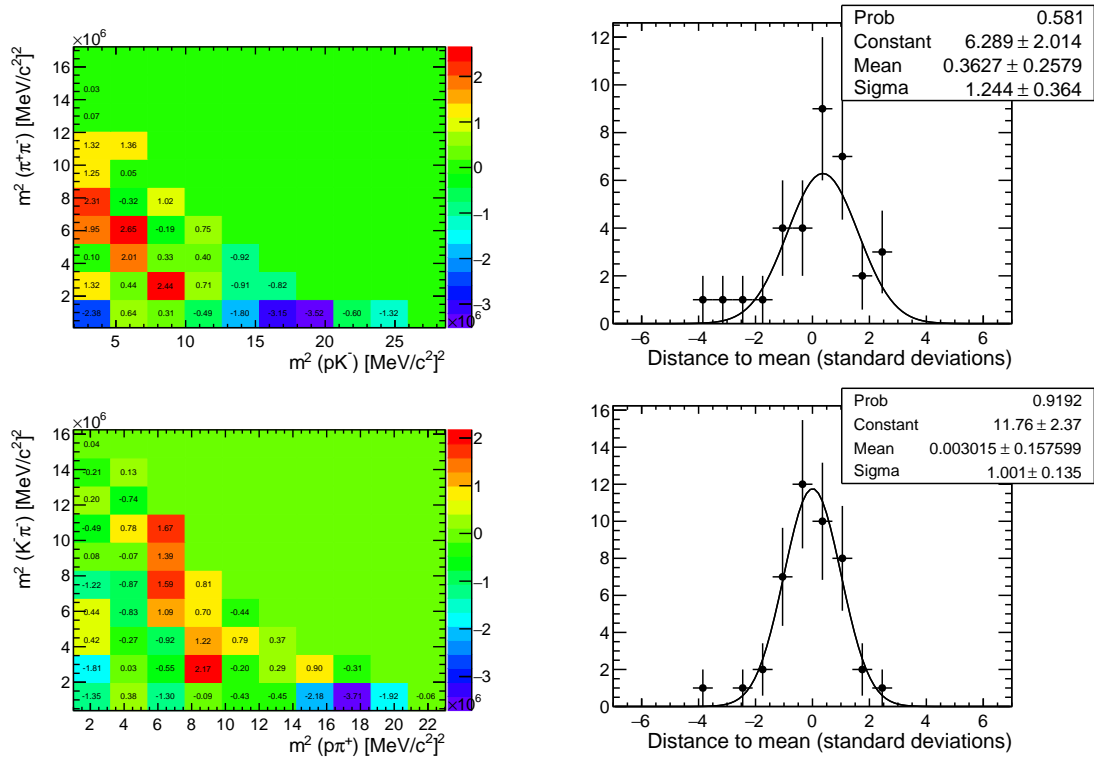 ×10⁶
m² (π⁺π⁻) [MeV/c²]²
16
14
12
10
8
6
4
2
0.03
0.07
1.32 1.36
1.25 0.05
2.31 -0.32 1.02
1.95 2.65 -0.19 0.75
0.10 2.01 0.33 0.40 -0.92
1.32 0.44 2.44 0.71 -0.91 -0.82
-2.38 0.64 0.31 -0.49 -1.80 -3.15 -3.52 -0.60 -1.32
5 10 15 20 25
×10⁶
m² (pK⁻) [MeV/c²]²
2
1
0
−1
−2
−3
Prob 0.581
Constant 6.289 ± 2.014
Mean 0.3627 ± 0.2579
Sigma 1.244 ± 0.364
12
10
8
6
4
2
0
−6 −4 −2 0 2 4 6
Distance to mean (standard deviations)
×10⁶
m² (K⁻π⁻) [MeV/c²]²
16
14
12
10
8
6
4
2
0.04
-0.21 0.13
0.20 -0.74
-0.49 0.78 1.67
0.08 -0.07 1.39
-1.22 -0.87 1.59 0.81
0.44 -0.83 1.09 0.70 -0.44
0.42 -0.27 -0.92 1.22 0.79 0.37
-1.81 0.03 -0.55 2.17 -0.20 0.29 0.90 -0.31
-1.35 0.38 -1.30 -0.09 -0.43 -0.45 -2.18 -3.71 -1.92 -0.06
2 4 6 8 10 12 14 16 18 20 22
×10⁶
m² (pπ⁺) [MeV/c²]²
2
1
0
−1
−2
−3
Prob 0.9192
Constant 11.76 ± 2.37
Mean 0.003015 ± 0.157599
Sigma 1.001 ± 0.135
16
14
12
10
8
6
4
2
0
−6 −4 −2 0 2 4 6
Distance to mean (standard deviations)